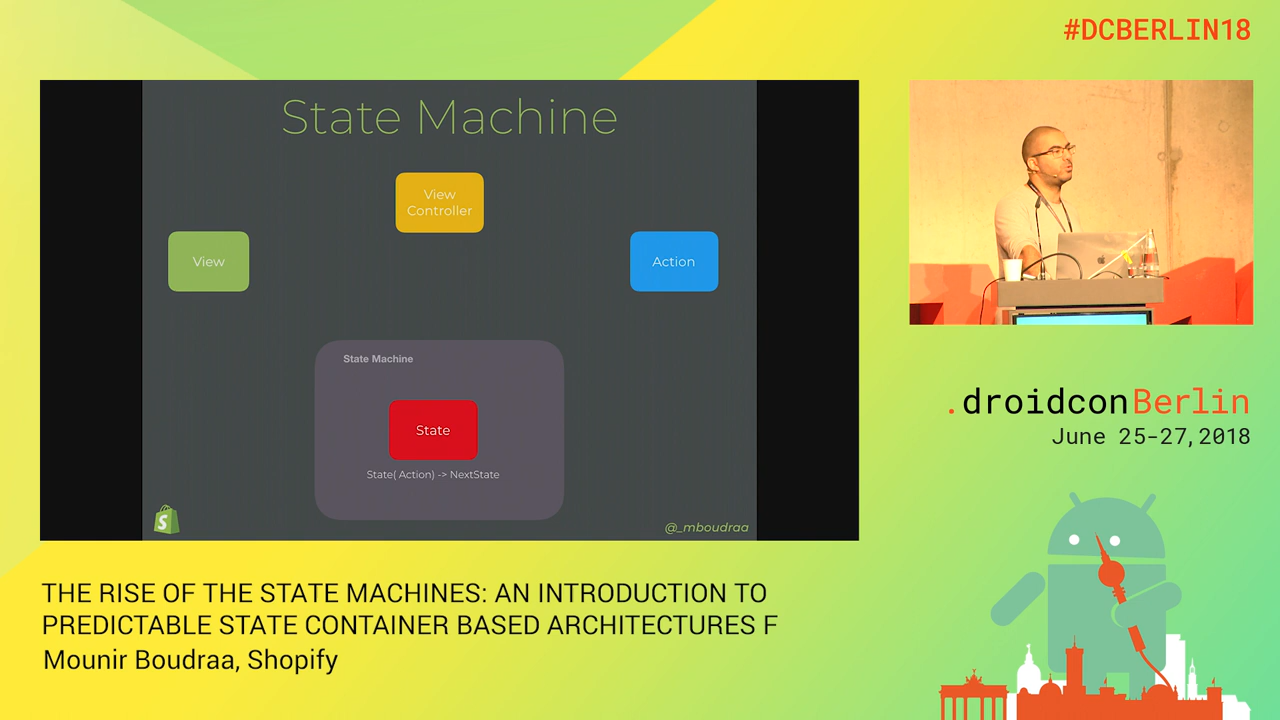 #DCBERLIN18
State Machine
View
Controller
View
Action
State Machine
State
State( Action) -> NextState
S
@_mboudraa
.droidconBerlin
June 25-27, 2018
THE RISE OF THE STATE MACHINES: AN INTRODUCTION TO
PREDICTABLE STATE CONTAINER BASED ARCHITECTURES F
Mounir Boudraa, Shopify